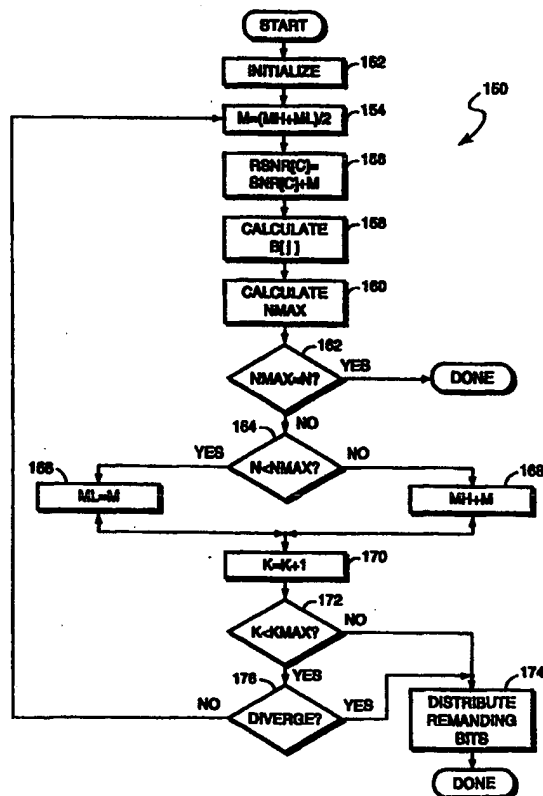 START
INITIALIZE
152
M=(MH+ML)/2
154
150
RSNR[C]=
SNR[C]+M
156
CALCULATE
B[j]
158
CALCULATE
NMAX
160
162
NMAX=N?
YES
DONE
NO
164
YES
N<NMAX?
NO
166
ML=M
168
MH+M
K=K+1
170
172
K<KMAX?
NO
YES
176
NO
DIVERGE?
YES
174
DISTRIBUTE
REMANDING
BITS
DONE